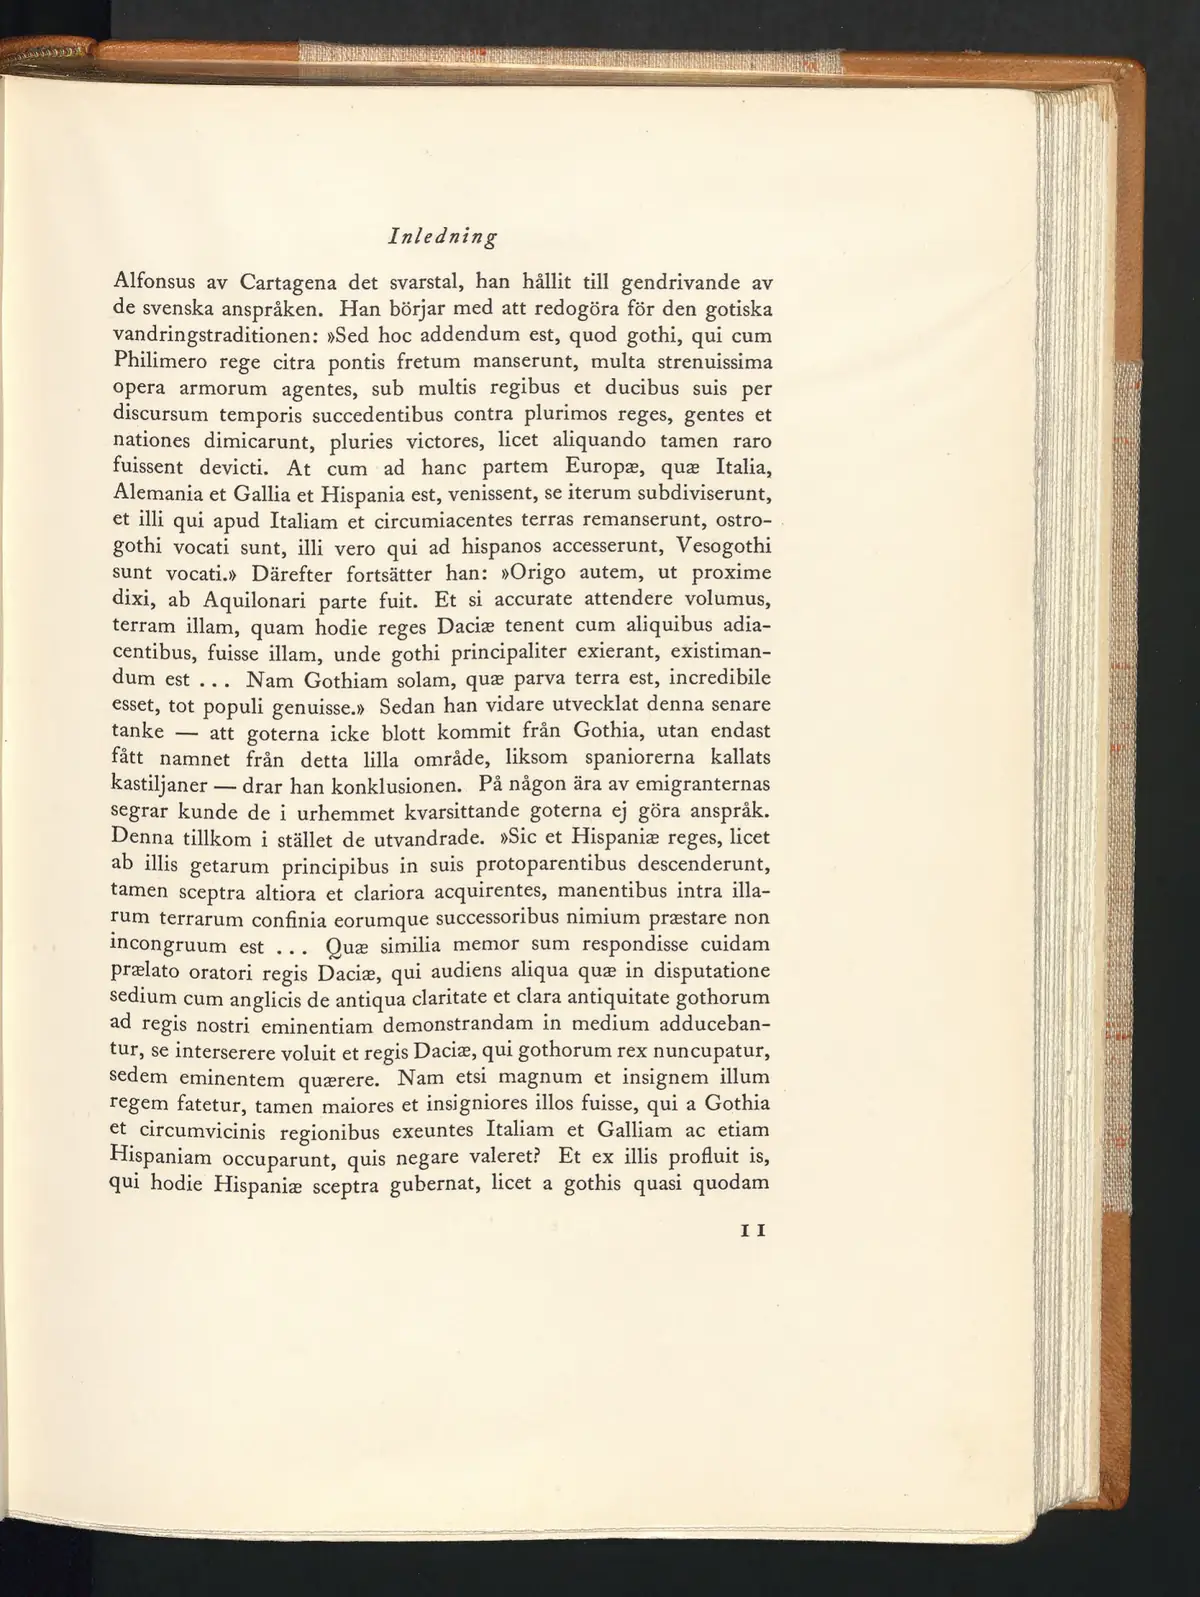 Inledning
Alfonsus av Cartagena det svarstal, han hållit till gendrivande av
de svenska anspråken. Han börjar med att redogöra för den gotiska
vandringstraditionen: »Sed hoc addendum est, quod gothi, qui cum
Philimero rege citra pontis fretum manserunt, multa strenuissima
opera armorum agentes, sub multis regibus et ducibus suis per
discursum temporis succedentibus contra plurimos reges, gentes et
nationes dimicarunt, pluries victores, licet aliquando tamen raro
fuissent devicti. At cum ad hanc partem Europæ, quæ Italia,
Alemania et Gallia et Hispania est, venissent, se iterum subdiviserunt,
et illi qui apud Italiam et circumiacentes terras remanserunt, ostro-
gothi vocati sunt, illi vero qui ad hispanos accesserunt, Vesogothi
sunt vocati.» Därefter fortsätter han: »Origo autem, ut proxime
dixi, ab Aquilonari parte fuit. Et si accurate attendere volumus,
terram illam, quam hodie reges Daciæ tenent cum aliquibus adia-
centibus, fuisse illam, unde gothi principaliter exierant, existiman-
dum est ... Nam Gothiam solam, quæ parva terra est, incredibile
esset, tot populi genuisse.» Sedan han vidare utvecklat denna senare
tanke — att goterna icke blott kommit från Gothia, utan endast
fått namnet från detta lilla område, liksom spaniorerna kallats
kastiljaner — drar han konklusionen. På någon ära av emigranternas
segrar kunde de i urhemmet kvarsittande goterna ej göra anspråk.
Denna tillkom i stället de utvandrade. »Sic et Hispaniæ reges, licet
ab illis getarum principibus in suis protoparentibus descenderunt,
tamen sceptra altiora et clariora acquirentes, manentibus intra illa-
rum terrarum confinia eorumque successoribus nimium præstare non
incongruum est ... Quæ similia memor sum respondisse cuidam
prælato oratori regis Daciæ, qui audiens aliqua quæ in disputatione
sedium cum anglicis de antiqua claritate et clara antiquitate gothorum
ad regis nostri eminentiam demonstrandam in medium adduceban-
tur, se interserere voluit et regis Daciæ, qui gothorum rex nuncupatur,
sedem eminentem quærere. Nam etsi magnum et insignem illum
regem fatetur, tamen maiores et insigniores illos fuisse, qui a Gothia
et circumvicinis regionibus exeuntes Italiam et Galliam ac etiam
Hispaniam occuparunt, quis negare valeret? Et ex illis profluit is,
qui hodie Hispaniæ sceptra gubernat, licet a gothis quasi quodam
11